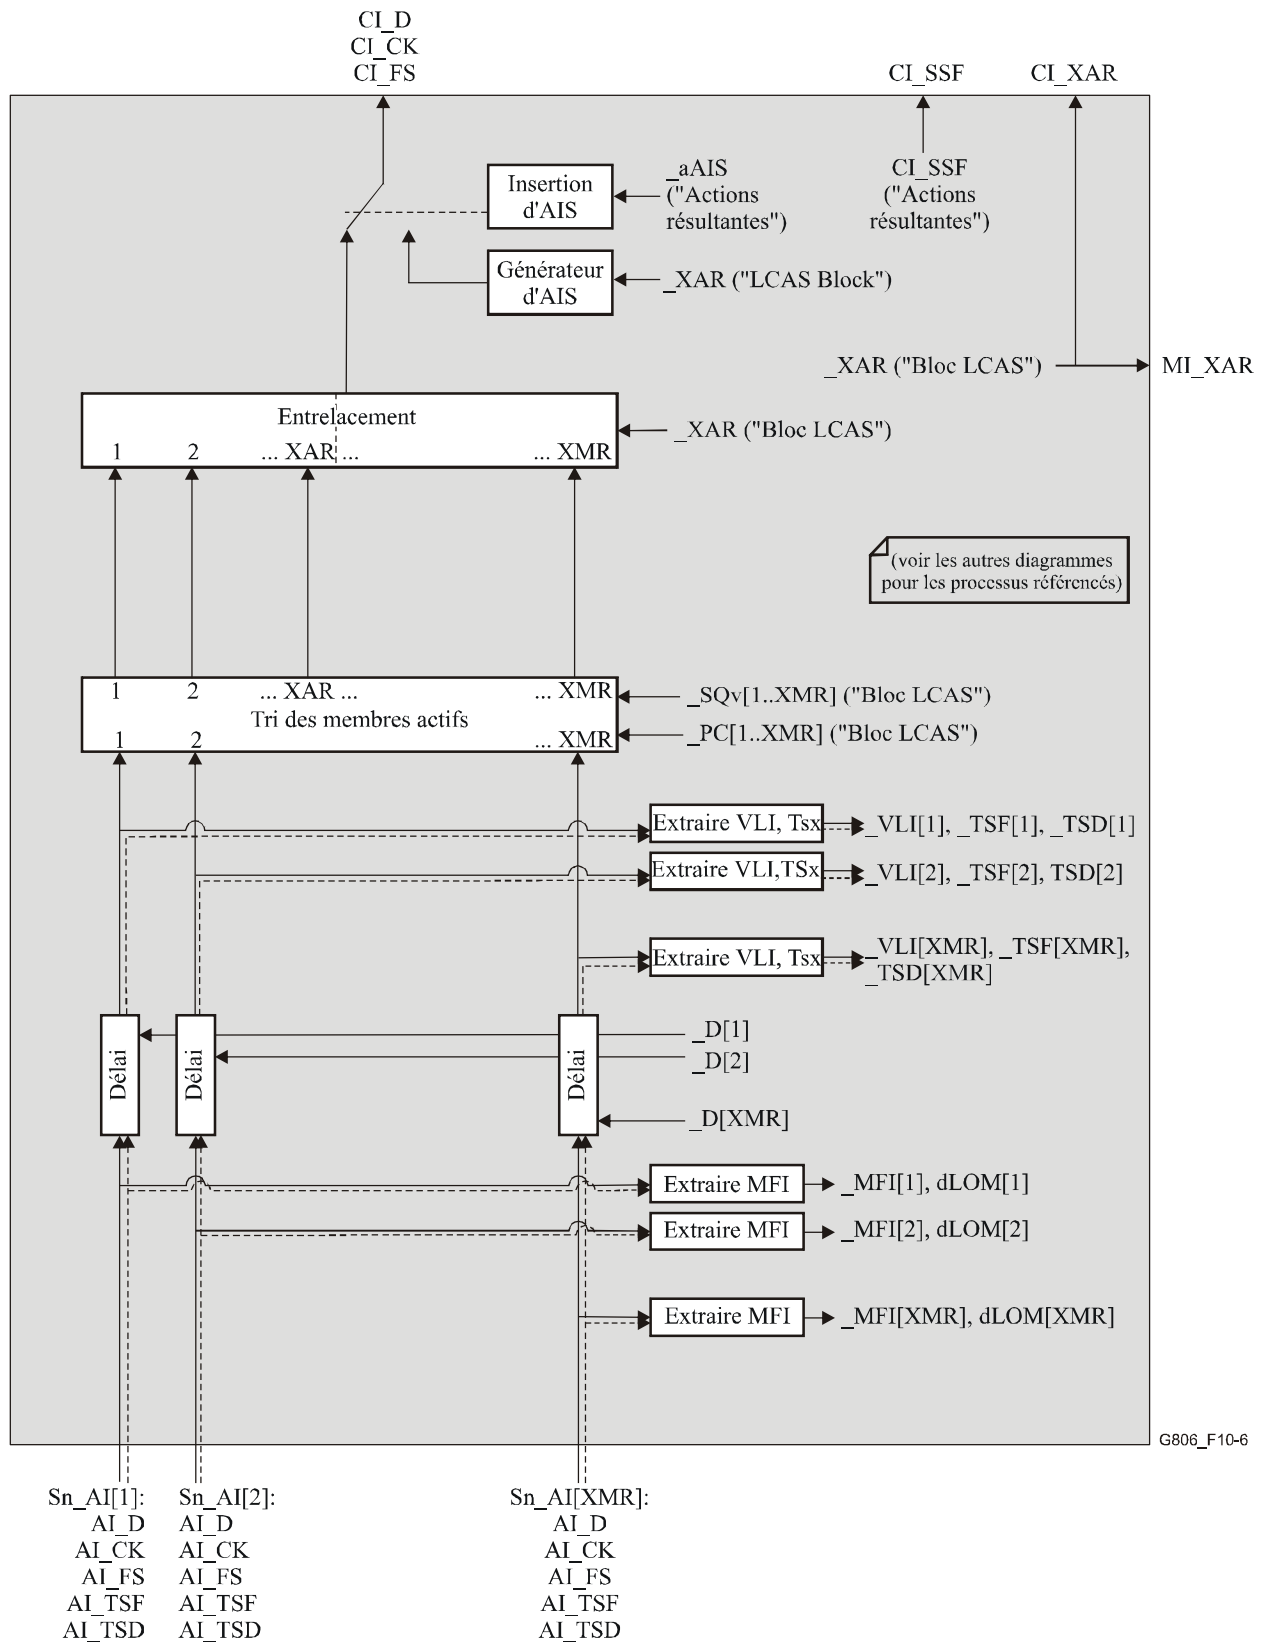 CI_D
CI_CK
CI_FS
CI_SSF
CI_XAR
Insertion
d'AIS
_aAIS
("Actions
résultantes")
CI_SSF
("Actions
résultantes")
Générateur
d'AIS
_XAR ("LCAS Block")
_XAR ("Bloc LCAS")
MI_XAR
Entrelacement
1 2 ... XAR ... ... XMR
_XAR ("Bloc LCAS")
(voir les autres diagrammes
pour les processus référencés)
1 2 ... XAR ... ... XMR
Tri des membres actifs
1 2 ... XMR
_SQv[1..XMR] ("Bloc LCAS")
_PC[1..XMR] ("Bloc LCAS")
Extraire VLI, Tsx
_VLI[1], _TSF[1], _TSD[1]
Extraire VLI,TSx
_VLI[2], _TSF[2], TSD[2]
Extraire VLI, Tsx
_VLI[XMR], _TSF[XMR],
_TSD[XMR]
Délai
Délai
Délai
_D[1]
_D[2]
_D[XMR]
Extraire MFI
_MFI[1], dLOM[1]
Extraire MFI
_MFI[2], dLOM[2]
Extraire MFI
_MFI[XMR], dLOM[XMR]
G806_F10-6
Sn_AI[1]:
AI_D
AI_CK
AI_FS
AI_TSF
AI_TSD
Sn_AI[2]:
AI_D
AI_CK
AI_FS
AI_TSF
AI_TSD
Sn_AI[XMR]:
AI_D
AI_CK
AI_FS
AI_TSF
AI_TSD